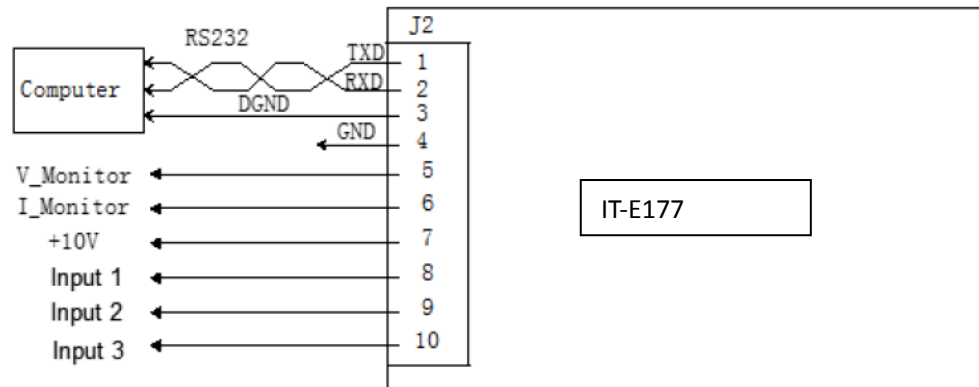 J2
RS232
TXD
1
Computer
RXD
2
DGND
3
GND
4
V_Monitor
5
I_Monitor
6
IT-E177
+10V
7
Input 1
8
Input 2
9
Input 3
10